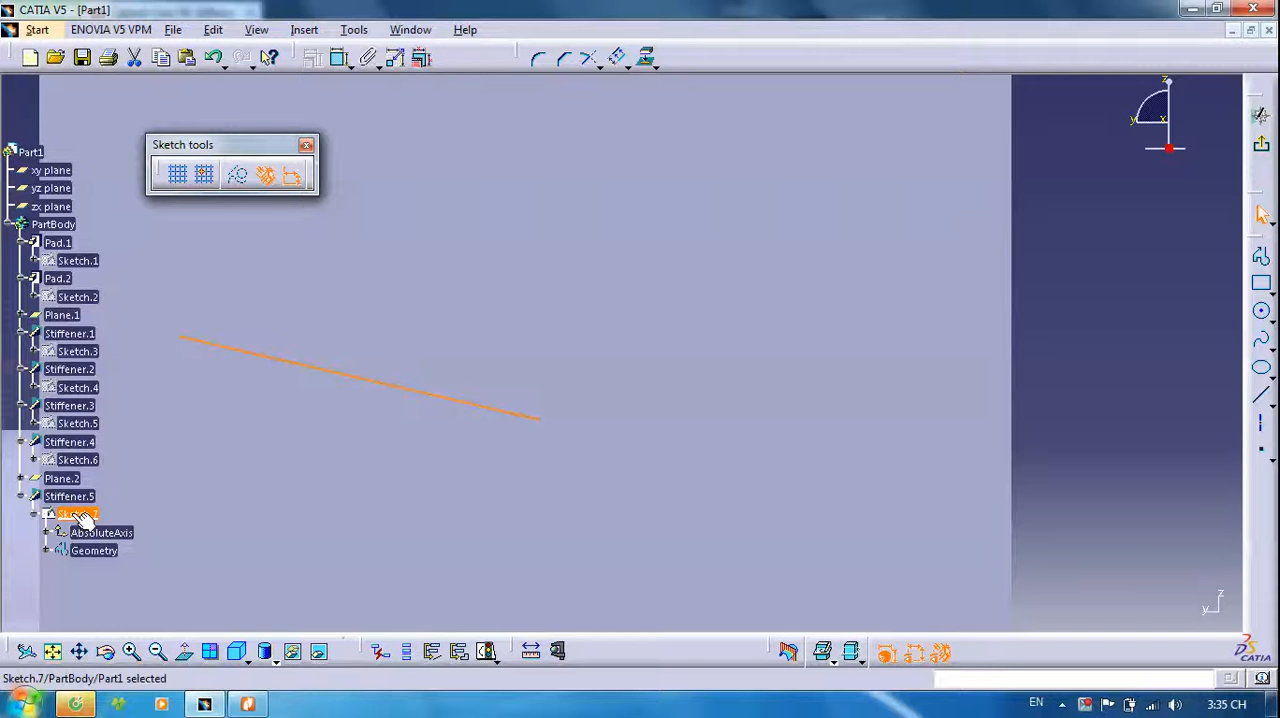 CATIA V5 - [Part1]
Start ENOVIA V5 VPM File Edit View Insert Tools Window Help
Sketch tools
Part1
xy plane
yz plane
zx plane
PartBody
Pad.1
Sketch.1
Pad.2
Sketch.2
Plane.1
Stiffener.1
Sketch.3
Stiffener.2
Sketch.4
Stiffener.3
Sketch.5
Stiffener.4
Sketch.6
Plane.2
Stiffener.5
AbsoluteAxis
Geometry
z
y x
z
y
Sketch.7/PartBody/Part1 selected
EN 3:35 CH